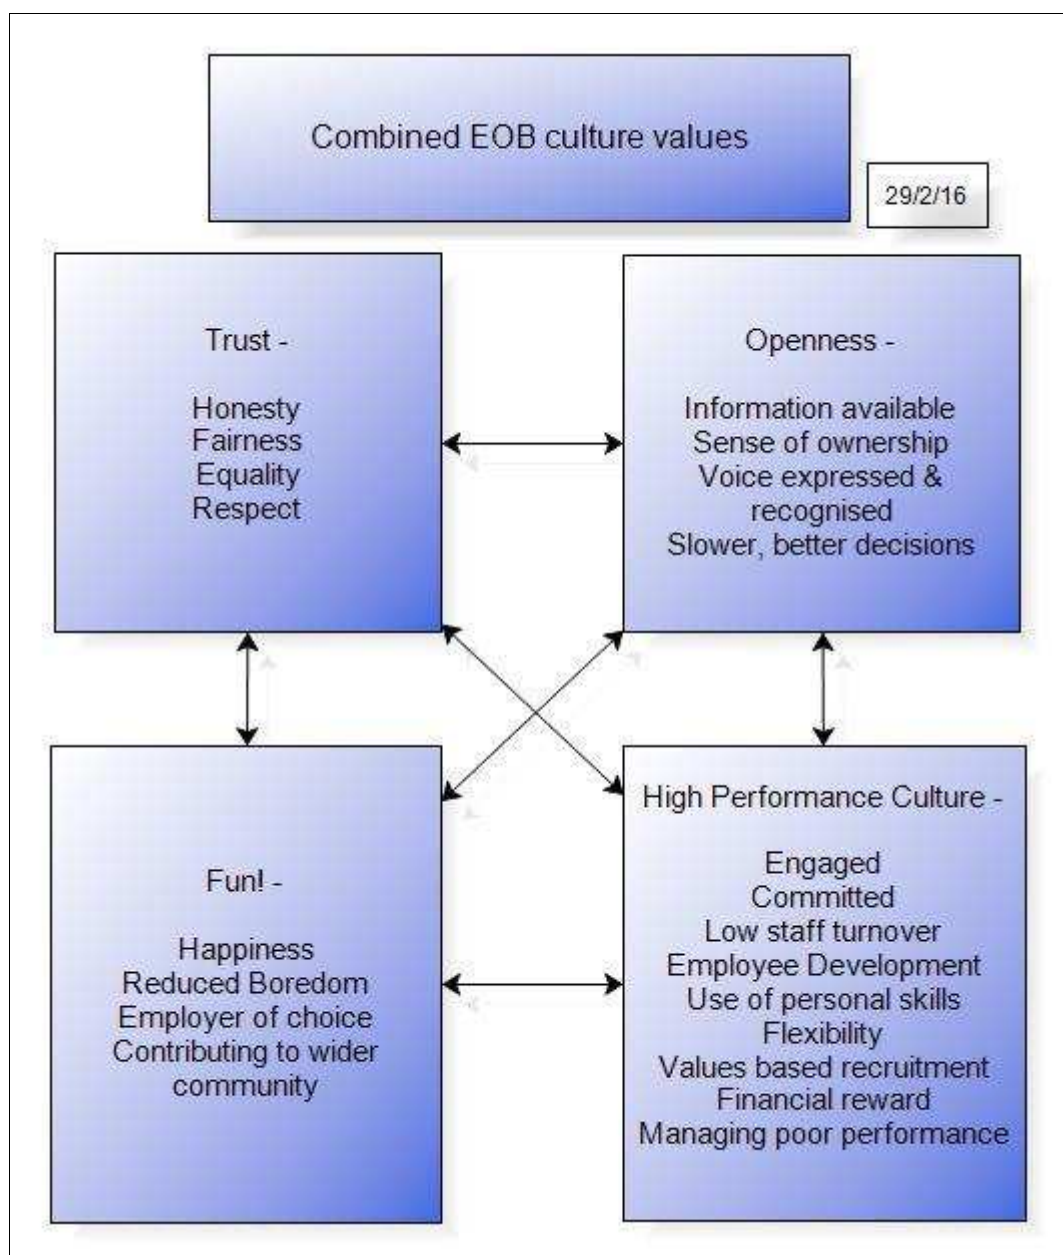 Combined EOB culture values
29/2/16
Trust -
Honesty
Fairness
Equality
Respect
Openness -
Information available
Sense of ownership
Voice expressed &
recognised
Slower, better decisions
Fun! -
Happiness
Reduced Boredom
Employer of choice
Contributing to wider
community
High Performance Culture -
Engaged
Committed
Low staff turnover
Employee Development
Use of personal skills
Flexibility
Values based recruitment
Financial reward
Managing poor performance